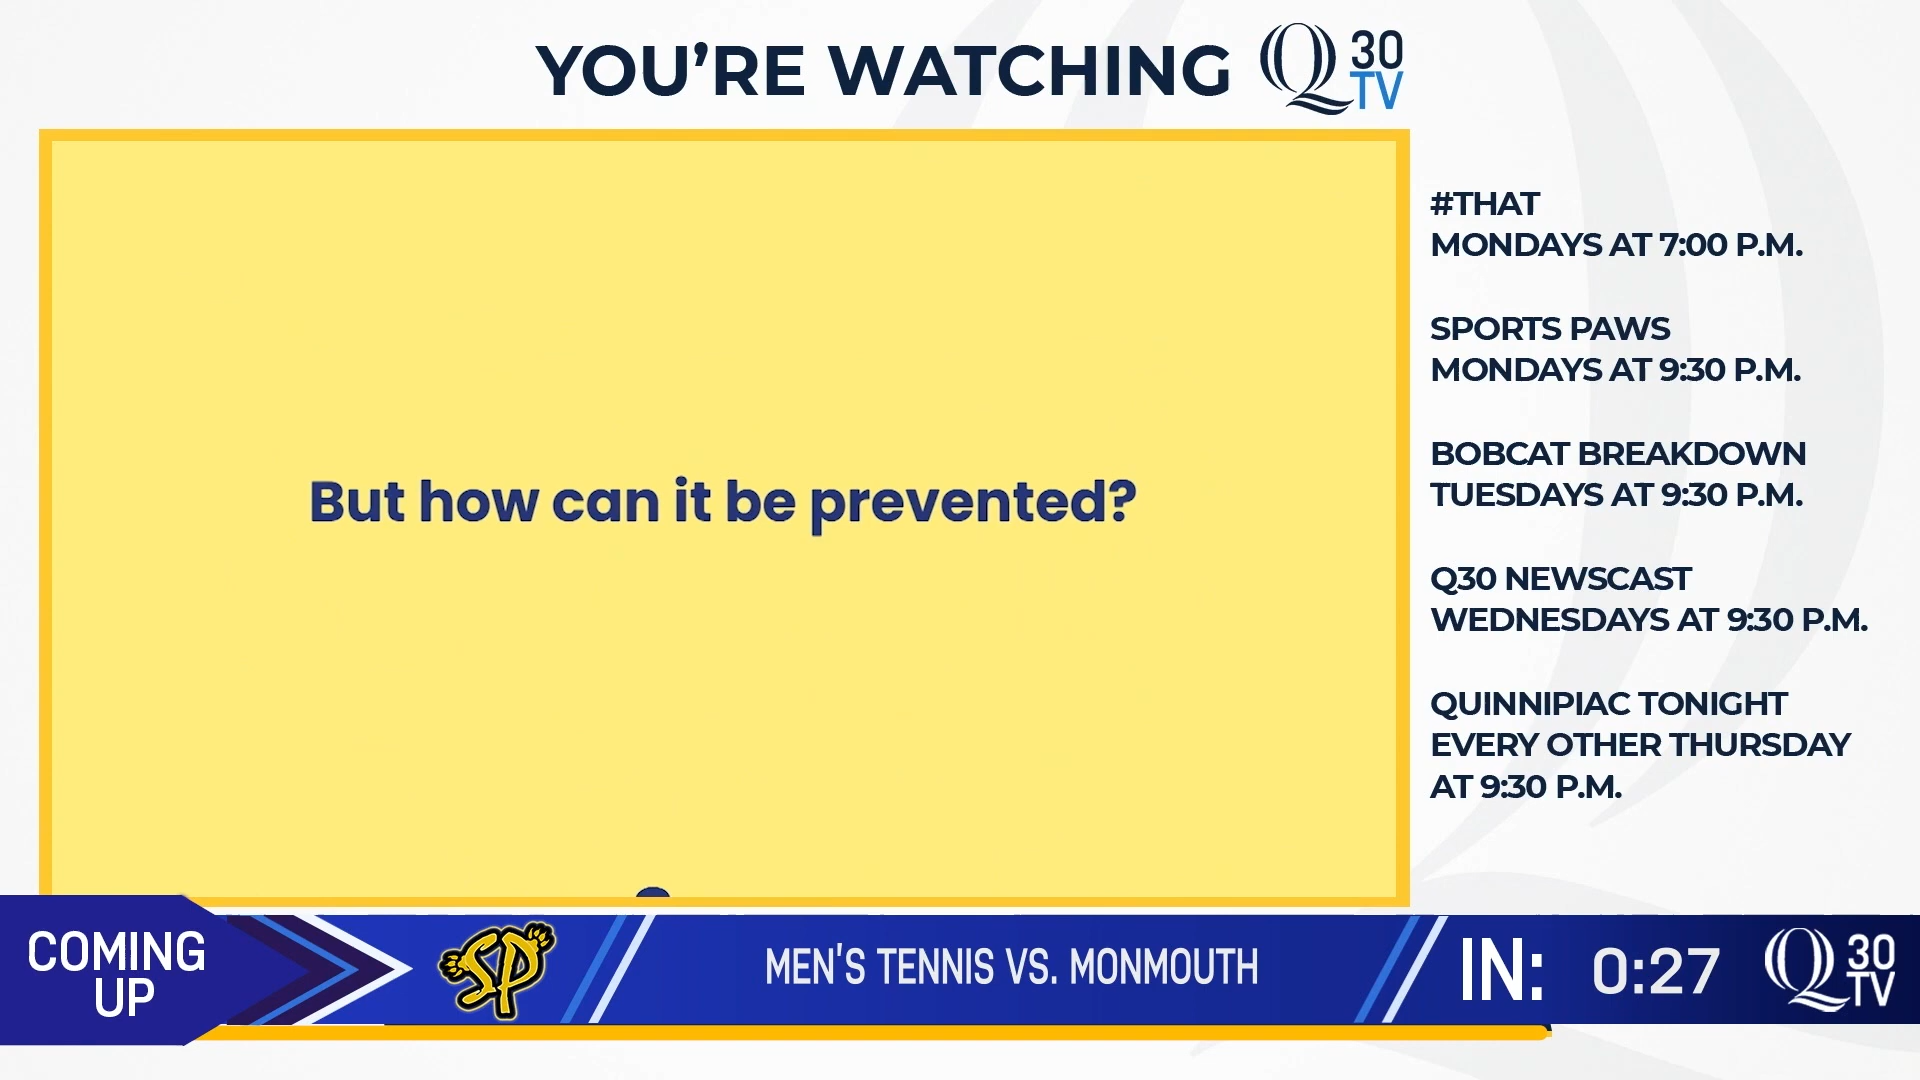 YOU'RE WATCHING Q 30 TV
But how can it be prevented?
#THAT
MONDAYS AT 7:00 P.M.
SPORTS PAWS
MONDAYS AT 9:30 P.M.
BOBCAT BREAKDOWN
TUESDAYS AT 9:30 P.M.
Q30 NEWSCAST
WEDNESDAYS AT 9:30 P.M.
QUINNIPIAC TONIGHT
EVERY OTHER THURSDAY
AT 9:30 P.M.
COMING
UP
SP
MEN'S TENNIS VS. MONMOUTH
IN: 0:27
Q 30 TV